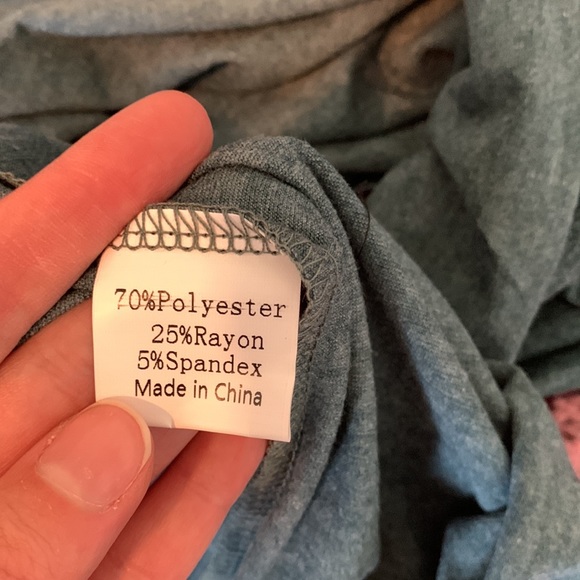 70%Polyester
25%Rayon
5%Spandex
Made in China